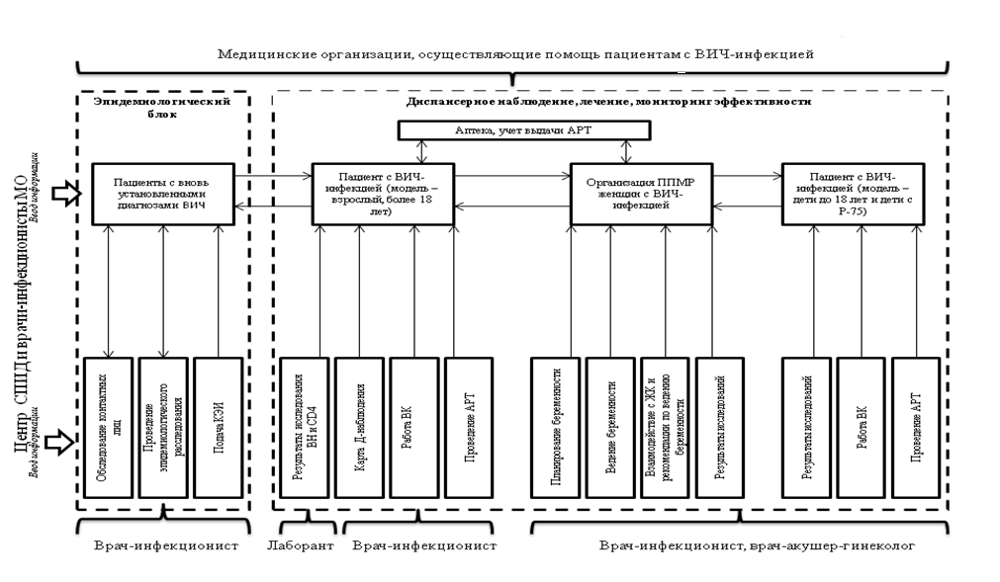 Медицинские организации, осуществляющие помощь пациентам с ВИЧ-инфекцией
Эпидемиологический
блок
Диспансерное наблюдение, лечение, мониторинг эффективности
Аптека, учет выдачи АРТ
Центр СПИД и врачи-инфекционисты МО
Ввод информации
Ввод информации
Пациенты с вновь
установленными
диагнозами ВИЧ
Пациент с ВИЧ-
инфекцией (модель –
взрослый, более 18
лет)
Организация ППМР
женщин с ВИЧ-
инфекцией
Пациент с ВИЧ-
инфекцией (модель –
дети до 18 лет и дети с
Р-75)
Обследование контактных
лиц
Проведение
эпидемиологического
расследования
Подача КЭИ
Результаты исследования
ВН и CD4
Карта Д-наблюдения
Работа ВК
Проведение АРТ
Планирование беременности
Ведение беременности
Взаимодействие с ЖК и
рекомендации по ведению
беременности
Результаты исследований
Результаты исследований
Работа ВК
Проведение АРТ
Врач-инфекционист
Лаборант
Врач-инфекционист
Врач-инфекционист, врач-акушер-гинеколог